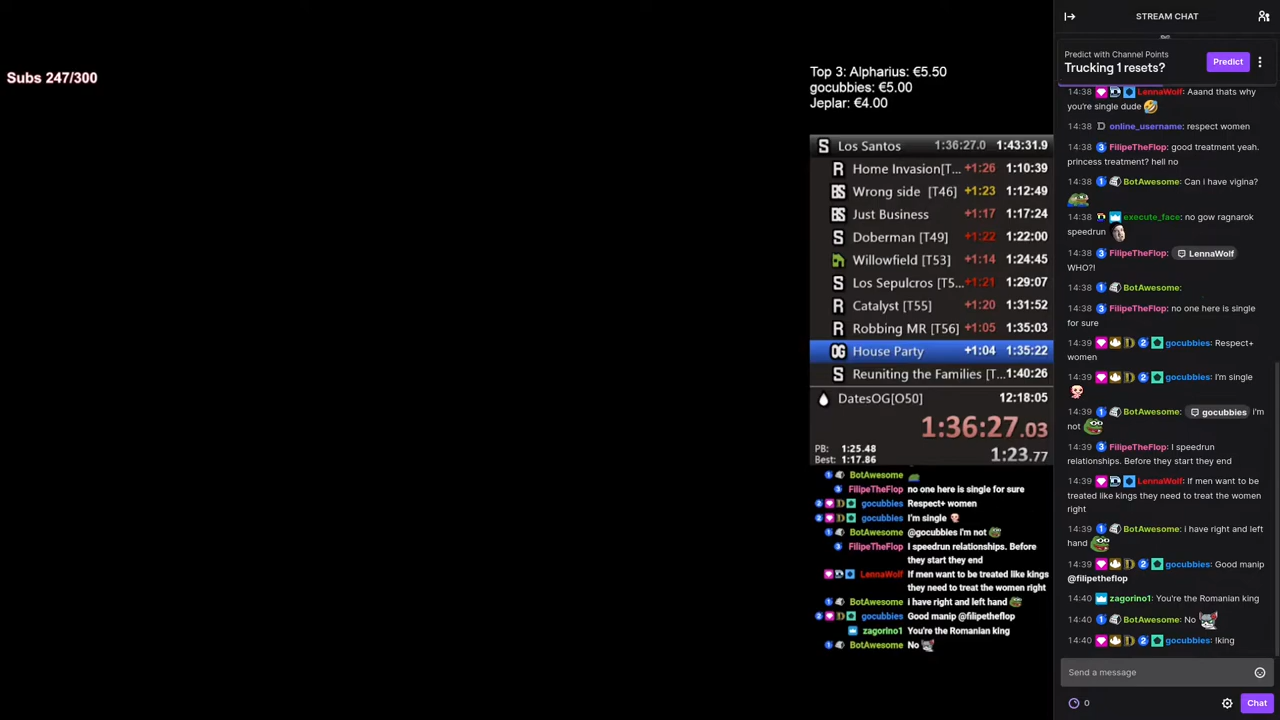 Subs 247/300
Top 3: Alpharius: €5.50
gocubbies: €5.00
Jeplar: €4.00
Los Santos 1:36:27.0 1:43:31.9
Home Invasion[T... +1:26 1:10:39
Wrong side [T46] +1:23 1:12:49
Just Business +1:17 1:17:24
Doberman [T49] +1:22 1:22:00
Willowfield [T53] +1:14 1:24:45
Los Sepulcros [T5... +1:21 1:29:07
Catalyst [T55] +1:20 1:31:52
Robbing MR [T56] +1:05 1:35:03
House Party +1:04 1:35:22
Reuniting the Families [T... 1:40:26
DatesOG[O50] 12:18:05
1:36:27.03
PB: 1:25.48
Best: 1:17.86
1:23.77
BotAwesome
FilipeTheFlop no one here is single for sure
gocubbies Respect+ women
gocubbies I'm single
BotAwesome @gocubbies I'm not
FilipeTheFlop I speedrun relationships. Before
they start they end
LennaWolf If men want to be treated like kings
they need to treat the women right
BotAwesome i have right and left hand
gocubbies Good manip @filipetheflop
zagorino1 You're the Romanian king
BotAwesome No
STREAM CHAT
Predict with Channel Points
Trucking 1 resets?
Predict
14:38 LennaWolf: Aaand thats why
you're single dude
14:38 online_username: respect women
14:38 FilipeTheFlop: good treatment yeah.
princess treatment? hell no
14:38 BotAwesome: Can i have vigina?
14:38 execute_face: no gow ragnarok
speedrun
14:38 FilipeTheFlop: LennaWolf
WHO?!
14:38 BotAwesome:
14:38 FilipeTheFlop: no one here is single
for sure
14:39 gocubbies: Respect+
women
14:39 gocubbies: I'm single
14:39 BotAwesome: gocubbies i'm
not
14:39 FilipeTheFlop: I speedrun
relationships. Before they start they end
14:39 LennaWolf: If men want to be
treated like kings they need to treat the women
right
14:39 BotAwesome: i have right and left
hand
14:39 gocubbies: Good manip
@filipetheflop
14:40 zagorino1: You're the Romanian king
14:40 BotAwesome: No
14:40 gocubbies: !king
Send a message
0
Chat